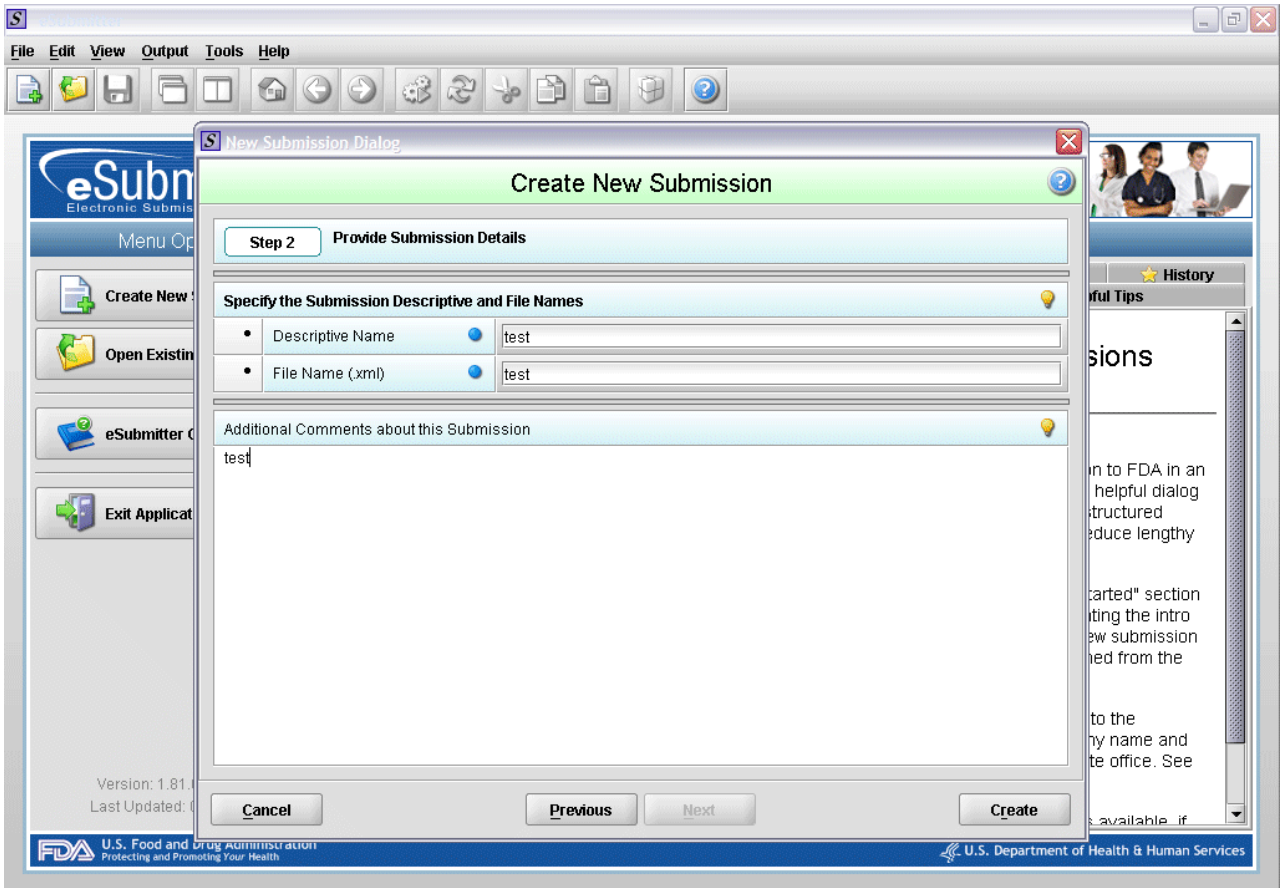 File Edit View Output Tools Help
New Submission Dialog
Create New Submission
eSubm
Electronic Submis
Menu Op
Step 2
Provide Submission Details
History
Create New
Specify the Submission Descriptive and File Names
ful Tips
Descriptive Name
test
Open Existin
sions
File Name (.xml)
test
eSubmitter
Additional Comments about this Submission
test
n to FDA in an
helpful dialog
structured
educe lengthy
Exit Applicat
tarted" section
ting the intro
ew submission
ned from the
to the
ny name and
te office. See
Version: 1.81.
Last Updated:
Cancel
Previous
Next
Create
available, if
FDA U.S. Food and Drug Administration
Protecting and Promoting Your Health
U.S. Department of Health & Human Services